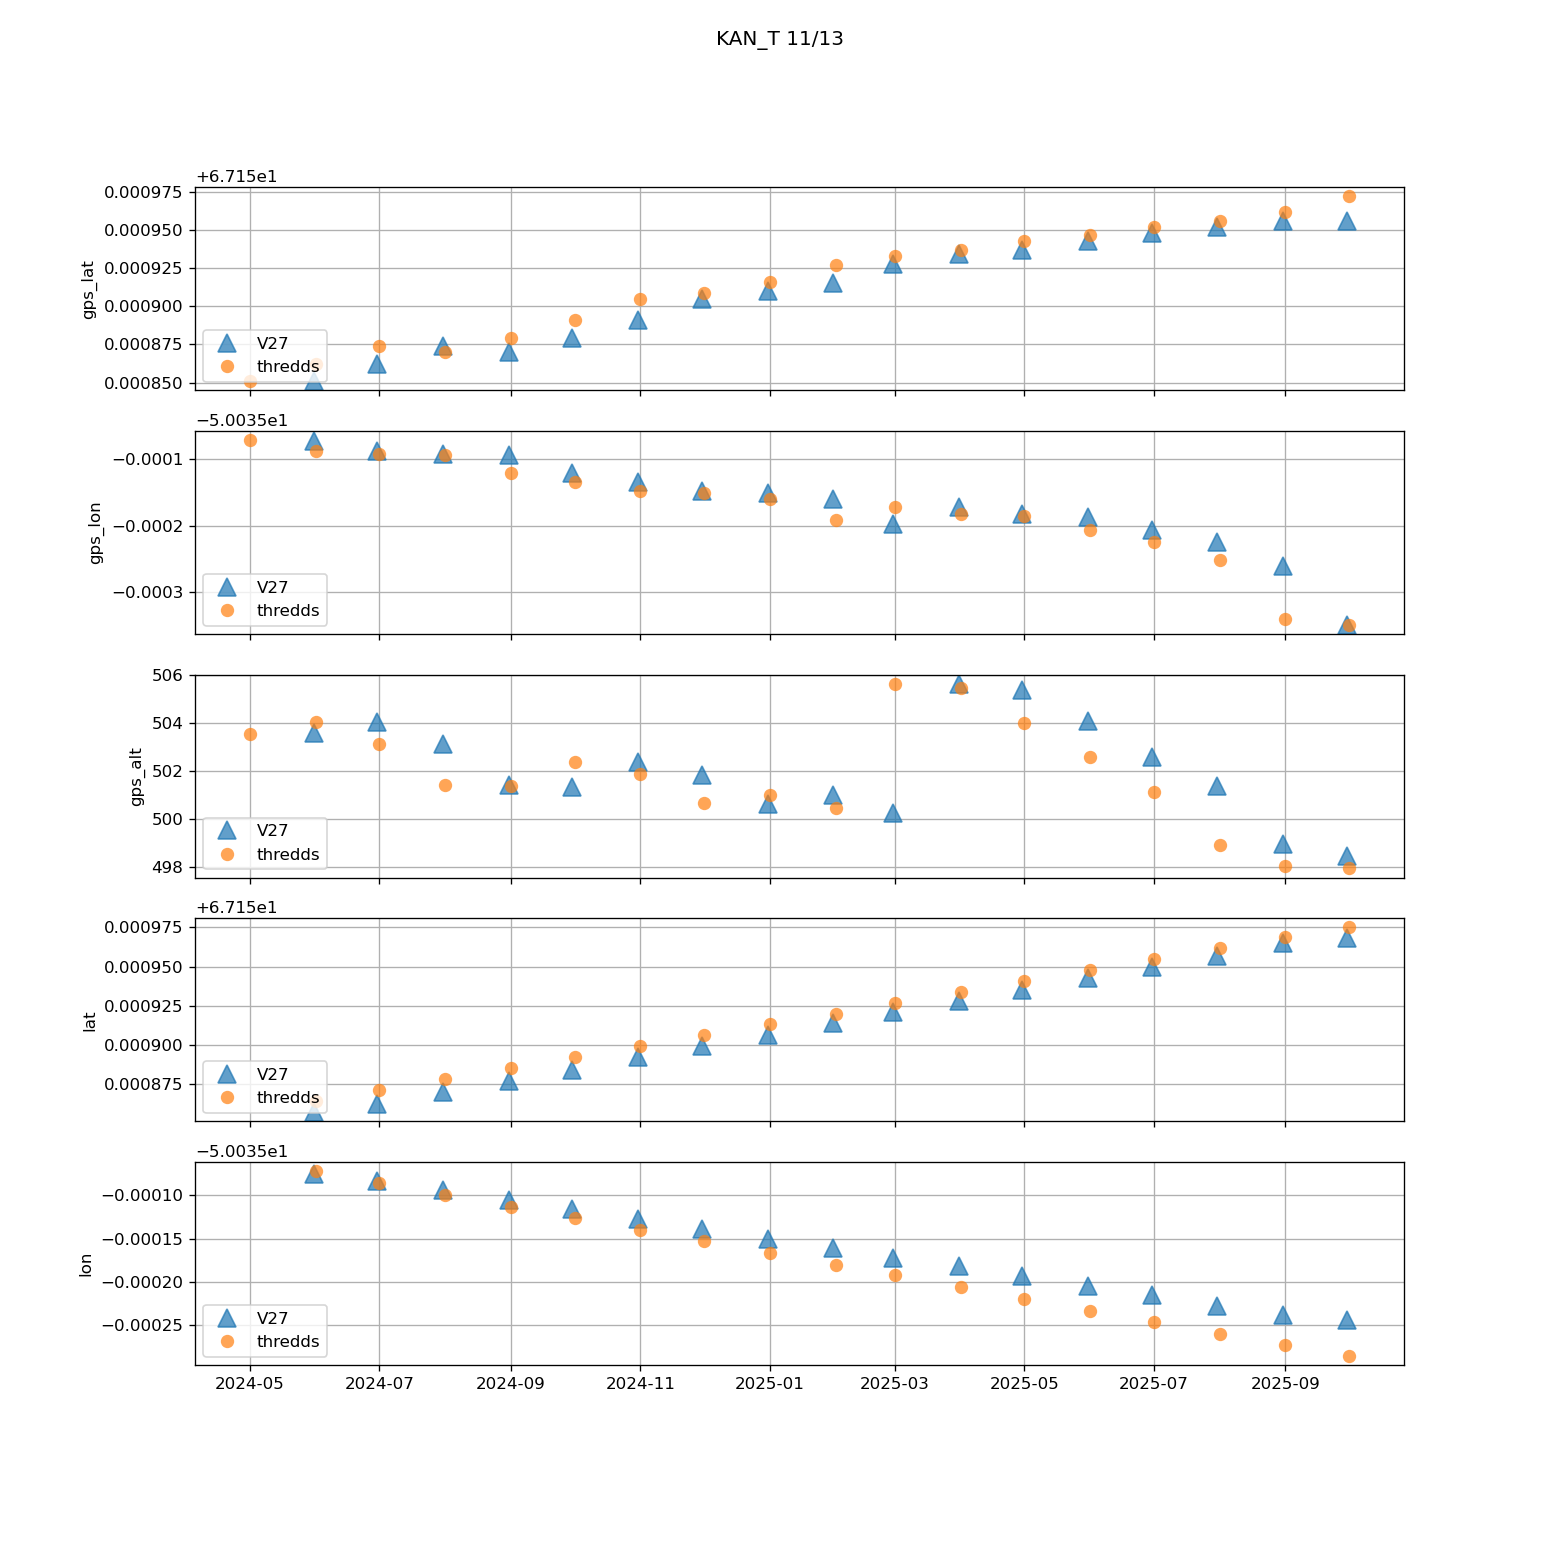 KAN_T 11/13
+6.715e1
0.000975
0.000950
0.000925
0.000900
0.000875
0.000850
gps_lat
V27
thredds
−5.0035e1
−0.0001
−0.0002
−0.0003
gps_lon
V27
thredds
506
504
502
500
498
gps_alt
V27
thredds
+6.715e1
0.000975
0.000950
0.000925
0.000900
0.000875
lat
V27
thredds
−5.0035e1
−0.00010
−0.00015
−0.00020
−0.00025
lon
V27
thredds
2024-05 2024-07 2024-09 2024-11 2025-01 2025-03 2025-05 2025-07 2025-09